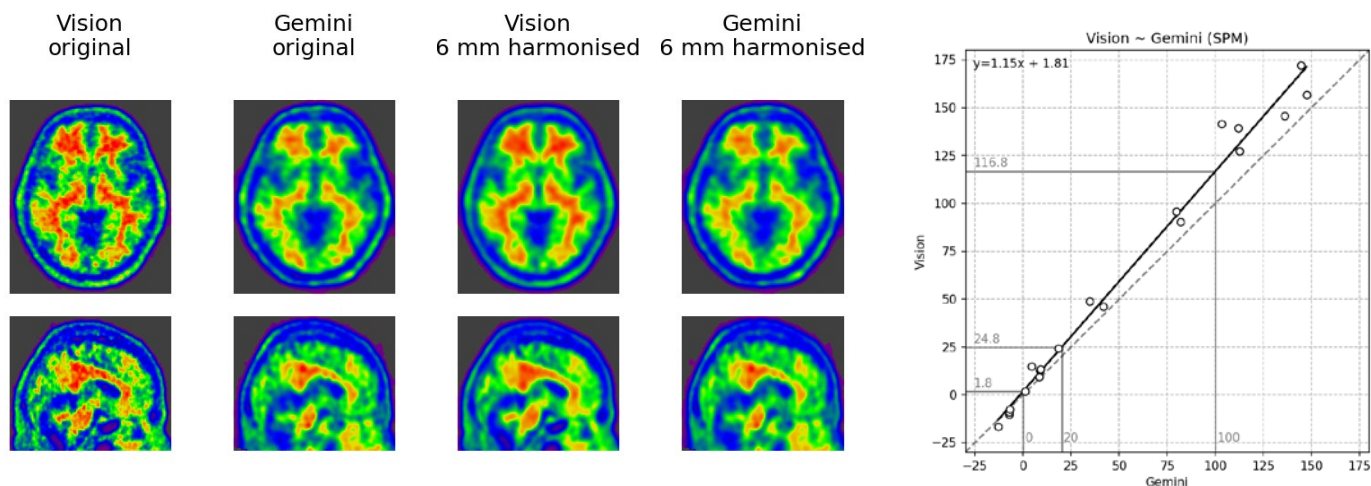 Vision
original
Gemini
original
Vision
6 mm harmonised
Gemini
6 mm harmonised
Vision ~ Gemini (SPM)
y=1.15x + 1.81
175
150
125
116.8
100
75
50
25
24.8
1.8
0
−25
Vision
0
20
100
−25
0
25
50
75
100
125
150
175
Gemini